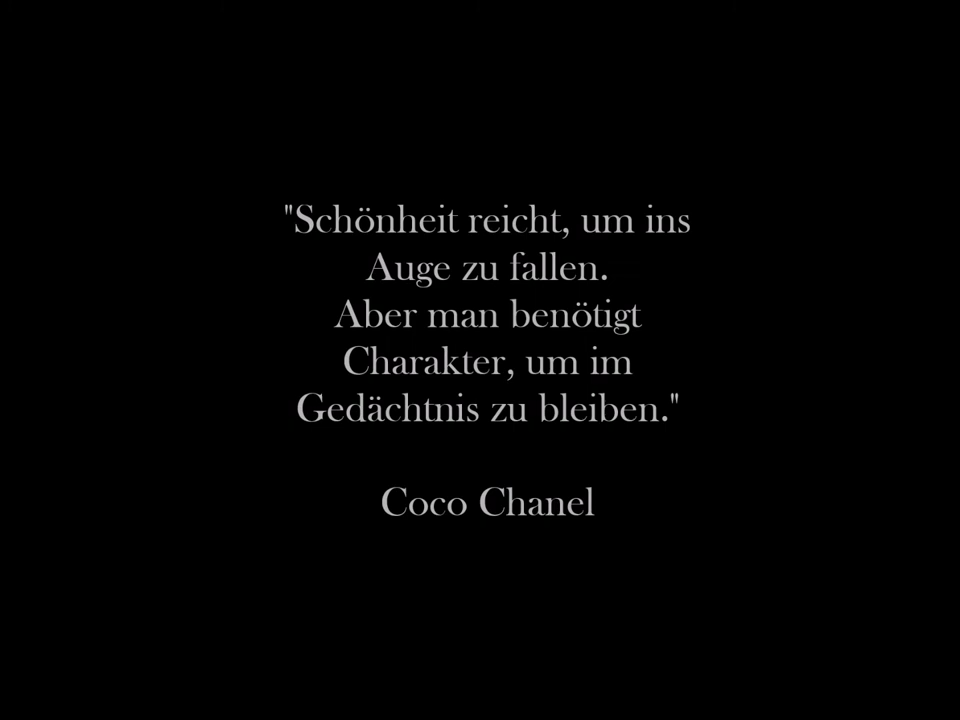 "Schönheit reicht, um ins
Auge zu fallen.
Aber man benötigt
Charakter, um im
Gedächtnis zu bleiben."
Coco Chanel